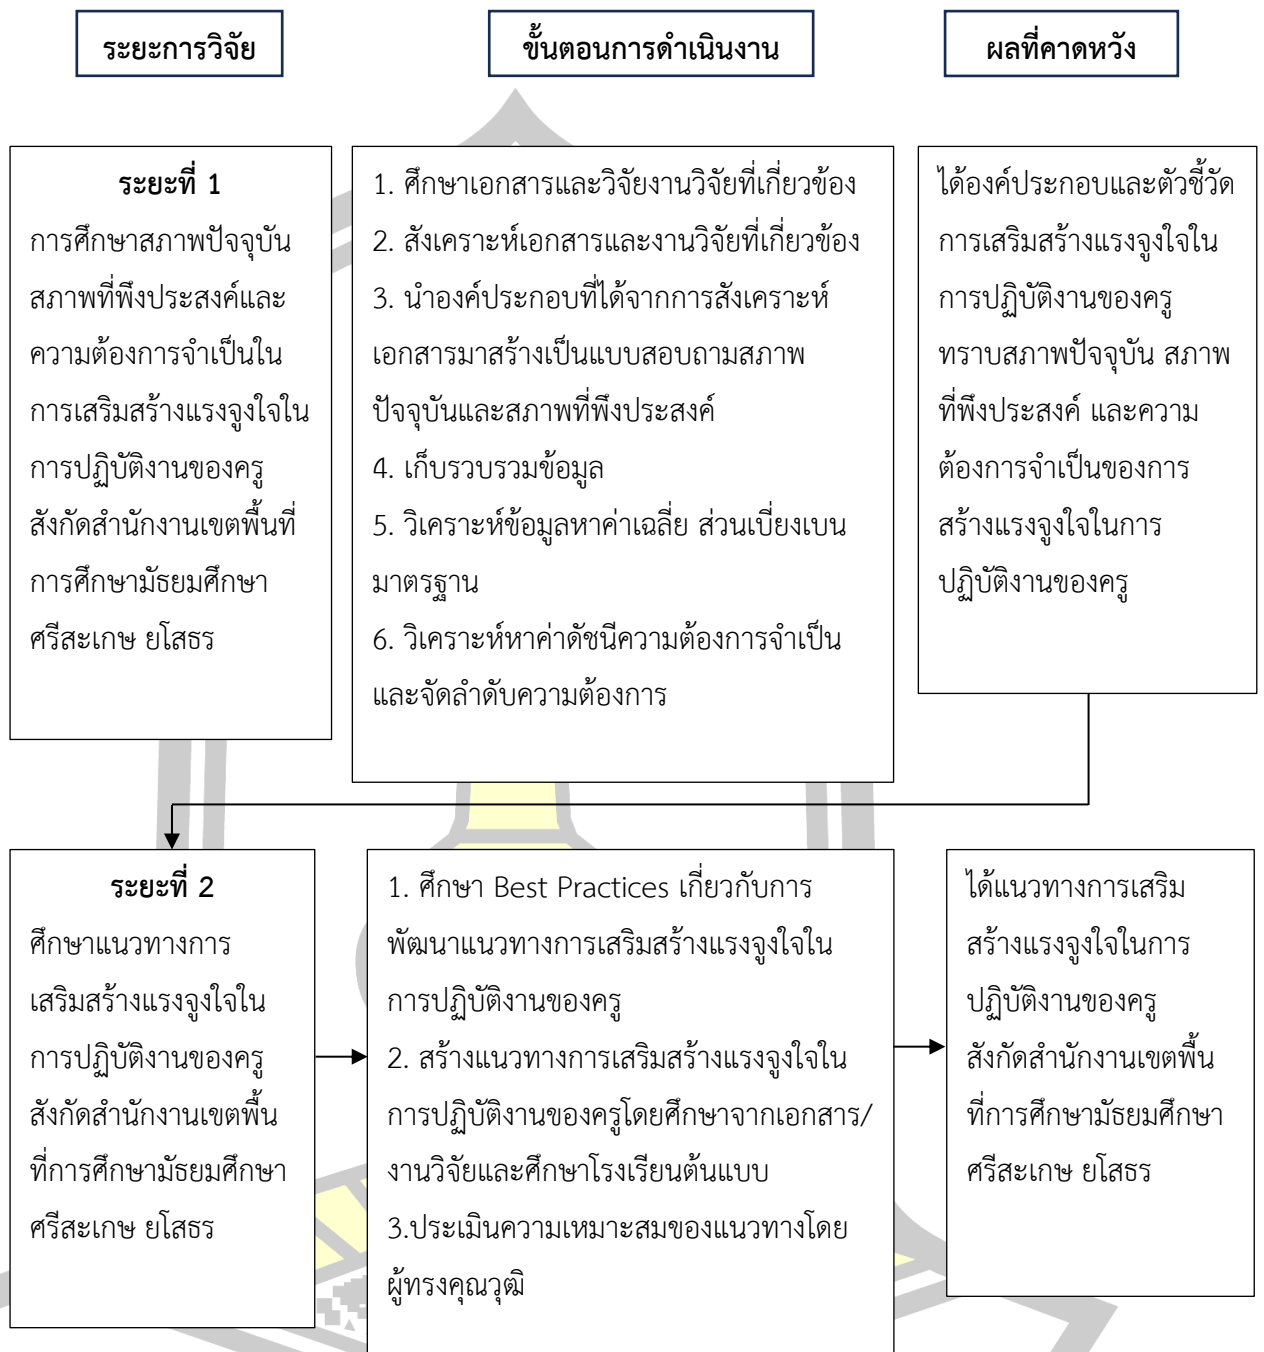 ระยะการวิจัย
ขั้นตอนการดำเนินงาน
ผลที่คาดหวัง
ระยะที่ 1
การศึกษาสภาพปัจจุบัน
สภาพที่พึงประสงค์และ
ความต้องการจำเป็นใน
การเสริมสร้างแรงจูงใจใน
การปฏิบัติงานของครู
สังกัดสำนักงานเขตพื้นที่
การศึกษามัธยมศึกษา
ศรีสะเกษ ยโสธร
1. ศึกษาเอกสารและวิจัยงานวิจัยที่เกี่ยวข้อง
2. สังเคราะห์เอกสารและงานวิจัยที่เกี่ยวข้อง
3. นำองค์ประกอบที่ได้จากการสังเคราะห์
เอกสารมาสร้างเป็นแบบสอบถามสภาพ
ปัจจุบันและสภาพที่พึงประสงค์
4. เก็บรวบรวมข้อมูล
5. วิเคราะห์ข้อมูลหาค่าเฉลี่ย ส่วนเบี่ยงเบน
มาตรฐาน
6. วิเคราะห์หาค่าดัชนีความต้องการจำเป็น
และจัดลำดับความต้องการ
ได้องค์ประกอบและตัวชี้วัด
การเสริมสร้างแรงจูงใจใน
การปฏิบัติงานของครู
ทราบสภาพปัจจุบัน สภาพ
ที่พึงประสงค์ และความ
ต้องการจำเป็นของการ
สร้างแรงจูงใจในการ
ปฏิบัติงานของครู
ระยะที่ 2
ศึกษาแนวทางการ
เสริมสร้างแรงจูงใจใน
การปฏิบัติงานของครู
สังกัดสำนักงานเขตพื้น
ที่การศึกษามัธยมศึกษา
ศรีสะเกษ ยโสธร
1. ศึกษา Best Practices เกี่ยวกับการ
พัฒนาแนวทางการเสริมสร้างแรงจูงใจใน
การปฏิบัติงานของครู
2. สร้างแนวทางการเสริมสร้างแรงจูงใจใน
การปฏิบัติงานของครูโดยศึกษาจากเอกสาร/
งานวิจัยและศึกษาโรงเรียนต้นแบบ
3.ประเมินความเหมาะสมของแนวทางโดย
ผู้ทรงคุณวุฒิ
ได้แนวทางการเสริม
สร้างแรงจูงใจในการ
ปฏิบัติงานของครู
สังกัดสำนักงานเขตพื้น
ที่การศึกษามัธยมศึกษา
ศรีสะเกษ ยโสธร